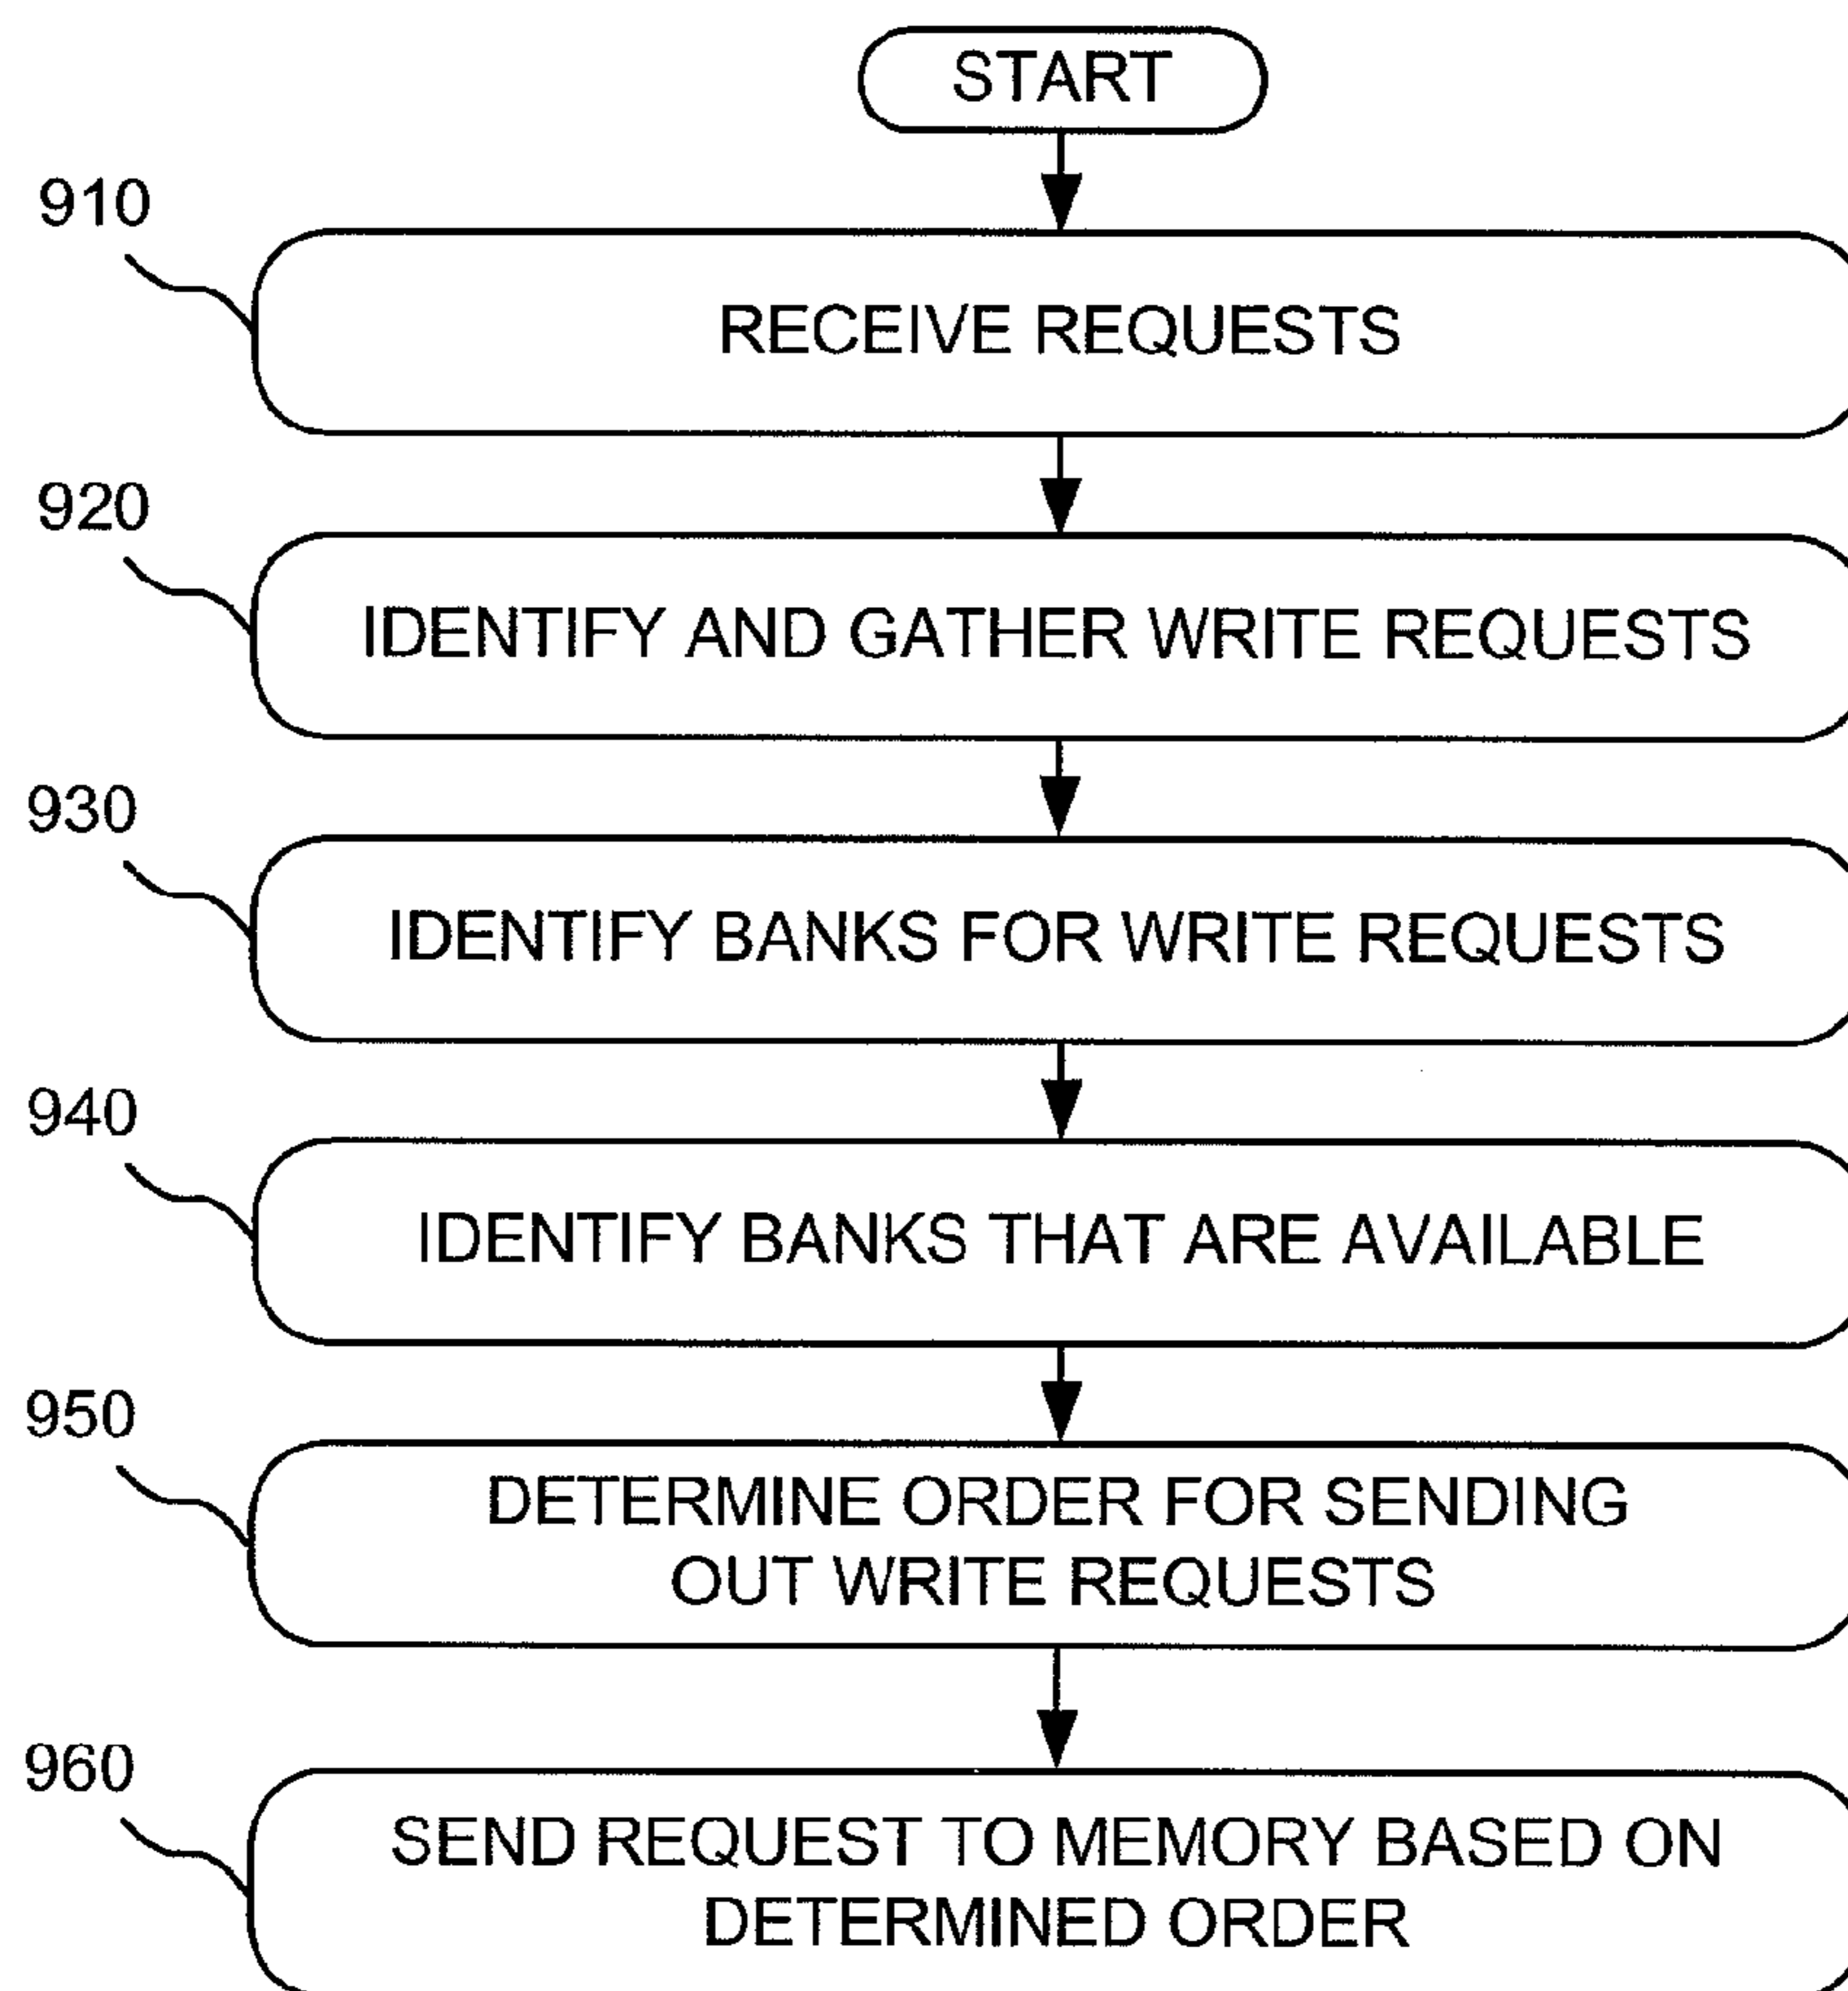 START
910
RECEIVE REQUESTS
920
IDENTIFY AND GATHER WRITE REQUESTS
930
IDENTIFY BANKS FOR WRITE REQUESTS
940
IDENTIFY BANKS THAT ARE AVAILABLE
950
DETERMINE ORDER FOR SENDING
OUT WRITE REQUESTS
960
SEND REQUEST TO MEMORY BASED ON
DETERMINED ORDER